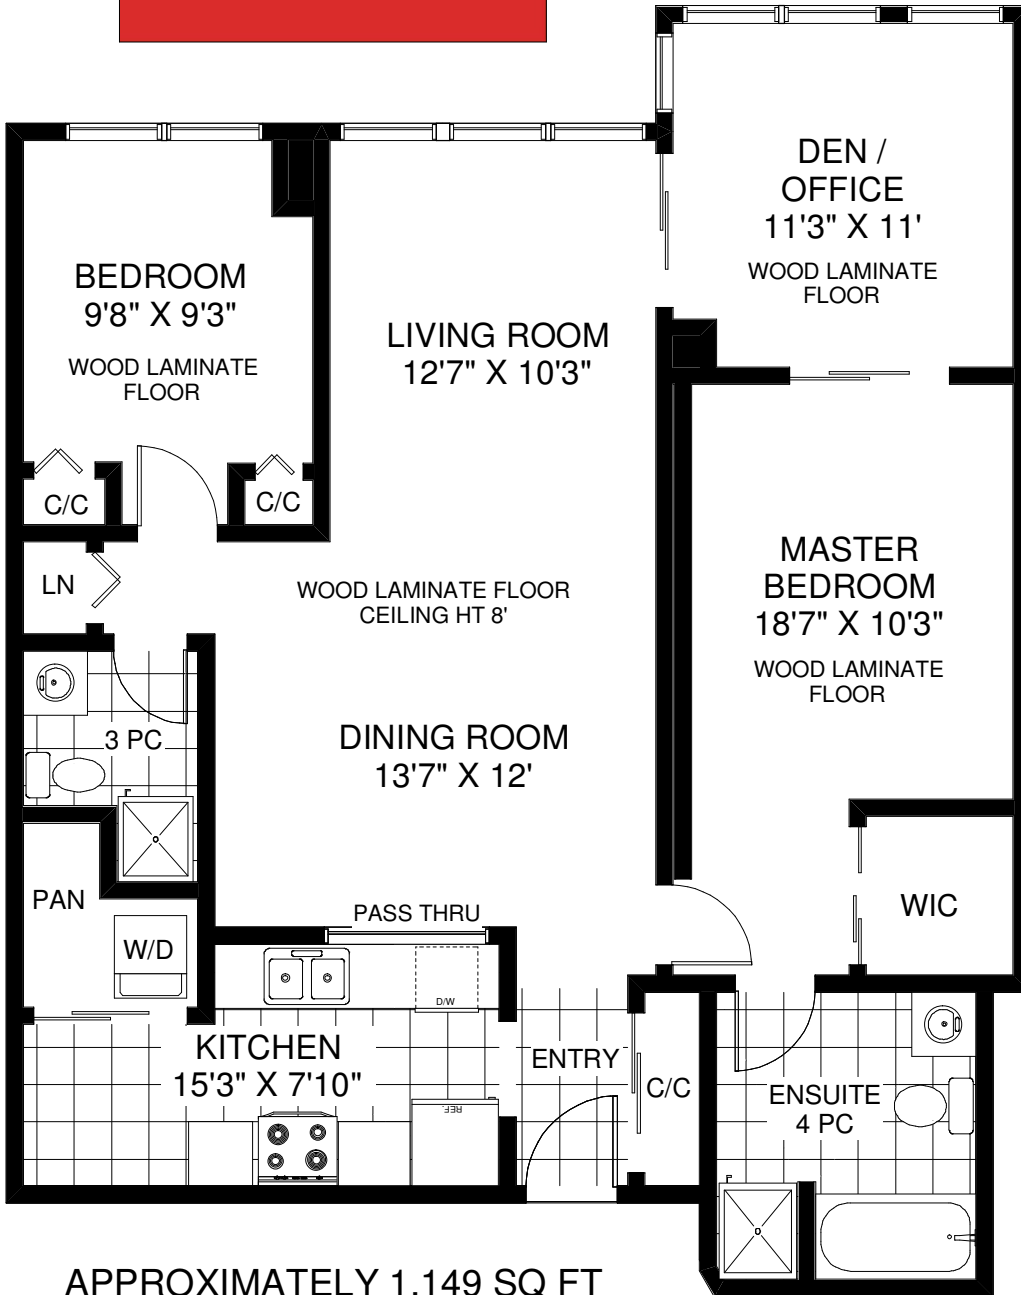 DEN /
OFFICE
11'3" X 11'
WOOD LAMINATE
FLOOR
BEDROOM
9'8" X 9'3"
WOOD LAMINATE
FLOOR
LIVING ROOM
12'7" X 10'3"
C/C
C/C
LN
WOOD LAMINATE FLOOR
CEILING HT 8'
MASTER
BEDROOM
18'7" X 10'3"
WOOD LAMINATE
FLOOR
3 PC
DINING ROOM
13'7" X 12'
PAN
W/D
PASS THRU
WIC
D/W
KITCHEN
15'3" X 7'10"
ENTRY
C/C
REF.
ENSUITE
4 PC
APPROXIMATELY 1,149 SQ FT